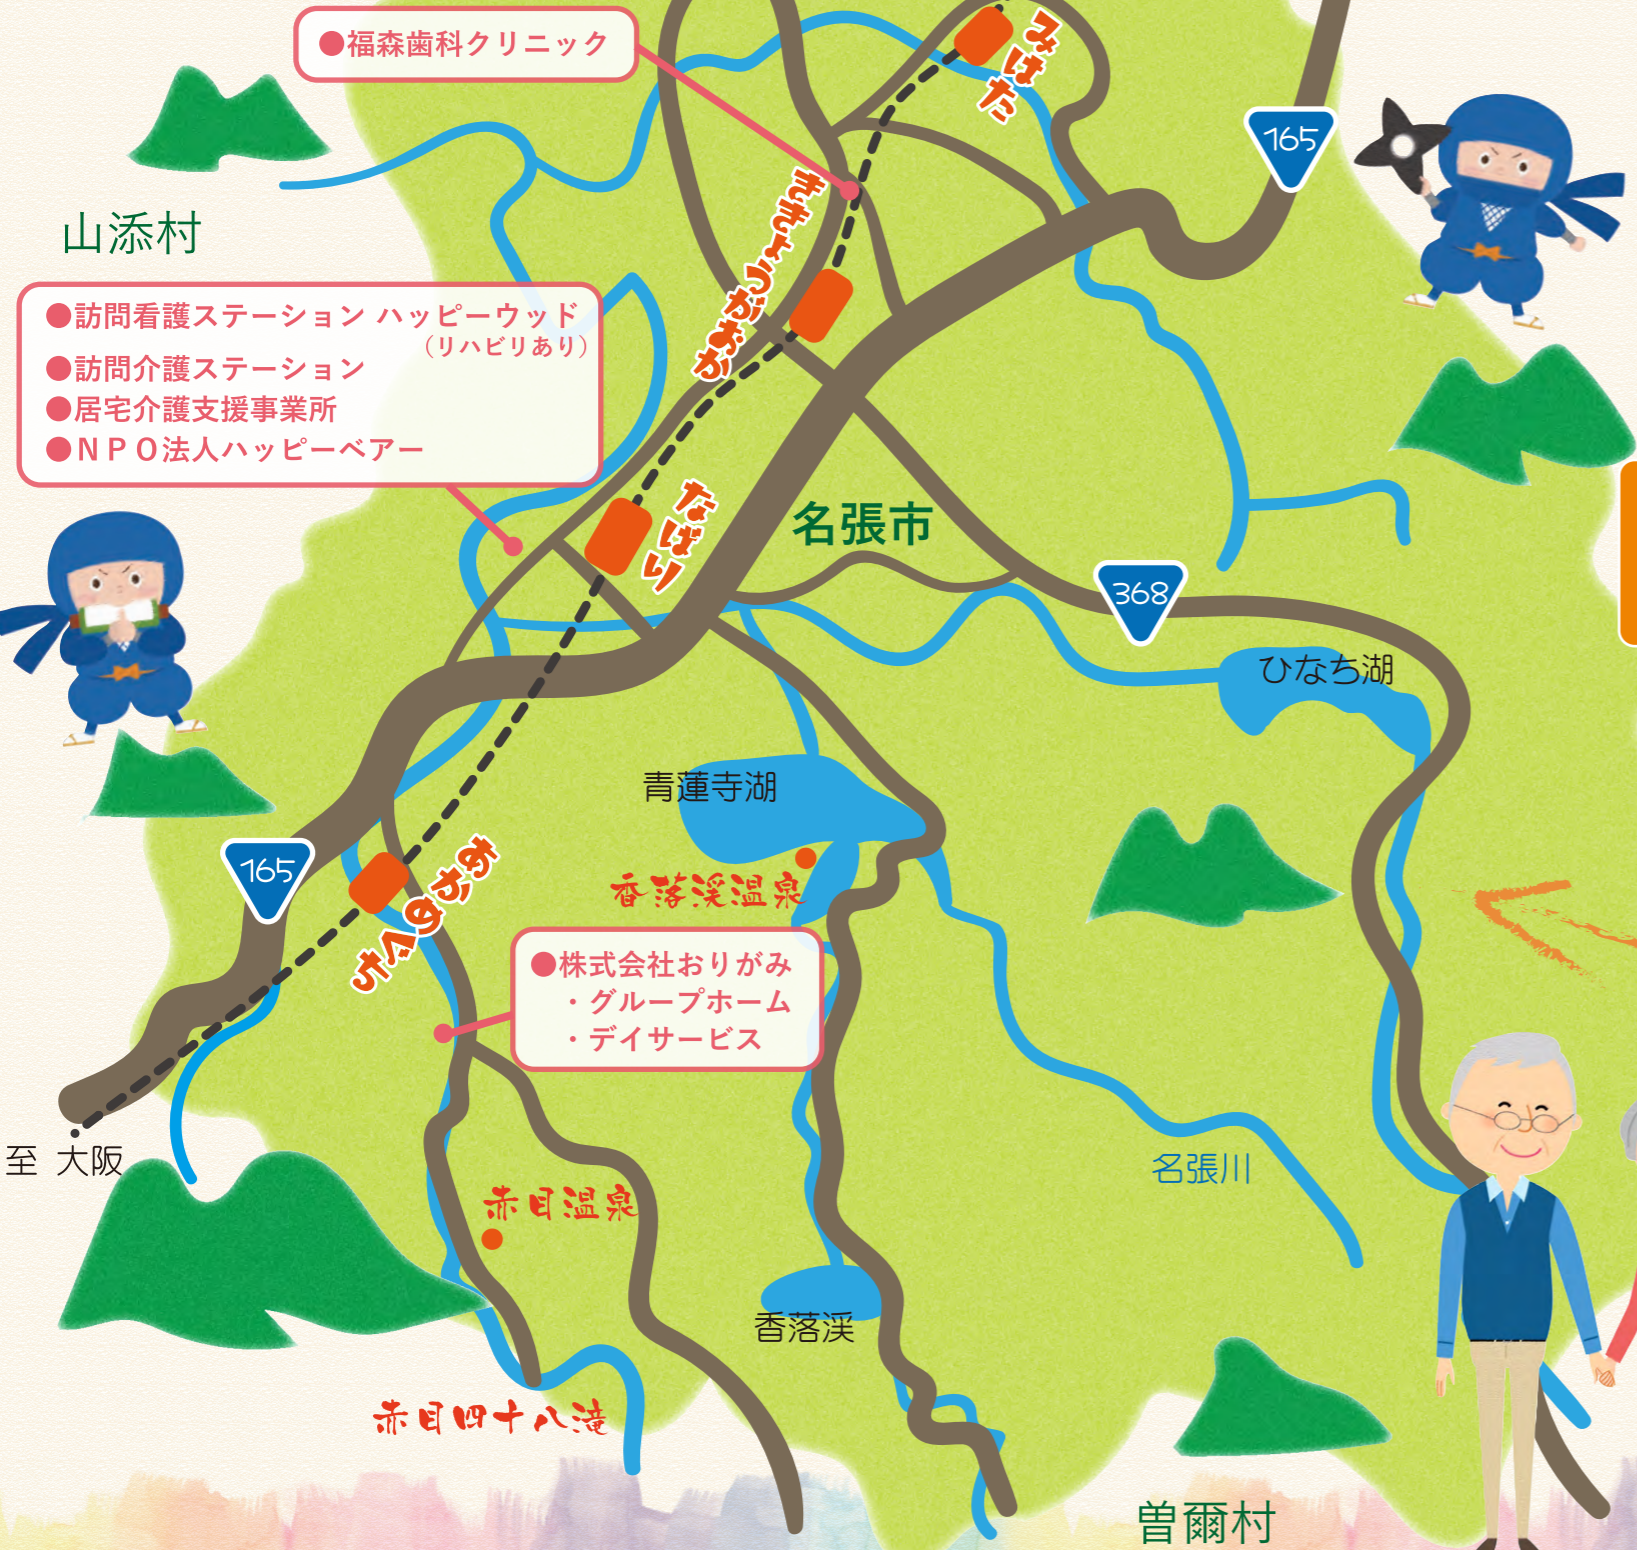 ●福森歯科クリニック
みはた
165
山添村
ききょうがおか
●訪問看護ステーション ハッピーウッド
（リハビリあり）
●訪問介護ステーション
●居宅介護支援事業所
●ＮＰＯ法人ハッピーベアー
なばり
名張市
368
ひなち湖
青蓮寺湖
165
あかめぐち
香落渓温泉
●株式会社おりがみ
・グループホーム
・デイサービス
至 大阪
名張川
赤目温泉
香落渓
赤目四十八滝
曽爾村